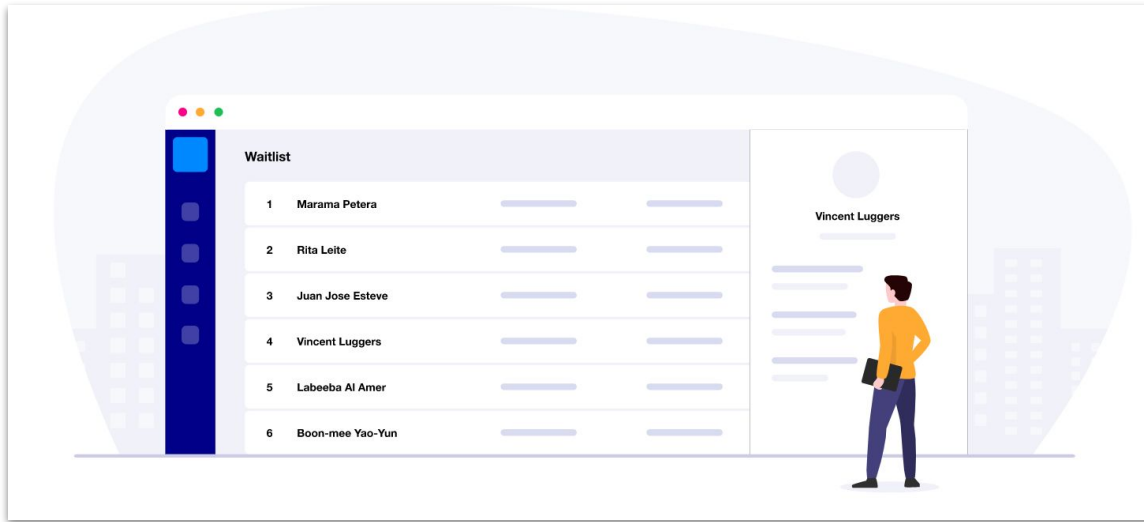 Waitlist
1 Marama Petera
2 Rita Leite
3 Juan Jose Esteve
4 Vincent Luggers
5 Labeeba Al Amer
6 Boon-mee Yao-Yun
Vincent Luggers